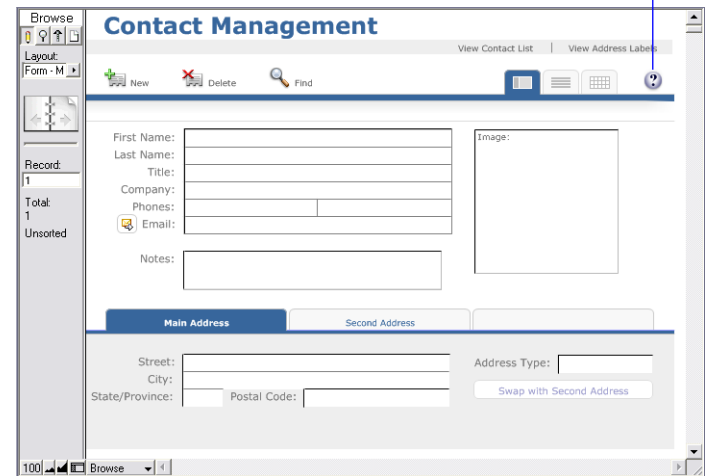 Browse
Layout:
Form - M
Record:
1
Total:
1
Unsorted
Contact Management
View Contact List | View Address Labels
New Delete Find ?
First Name:
Last Name:
Title:
Company:
Phones:
Email:
Notes:
Image:
Main Address Second Address
Street:
City:
State/Province: Postal Code:
Address Type:
Swap with Second Address
100 Browse